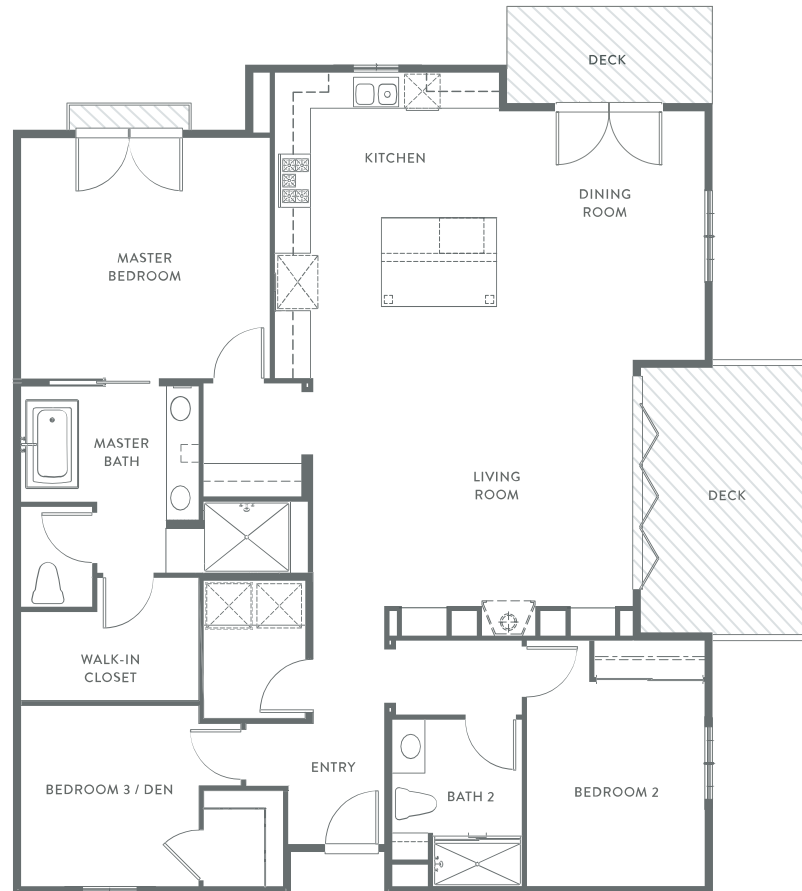 DECK
KITCHEN
DINING
ROOM
MASTER
BEDROOM
MASTER
BATH
LIVING
ROOM
DECK
WALK-IN
CLOSET
ENTRY
BEDROOM 3 / DEN
BATH 2
BEDROOM 2